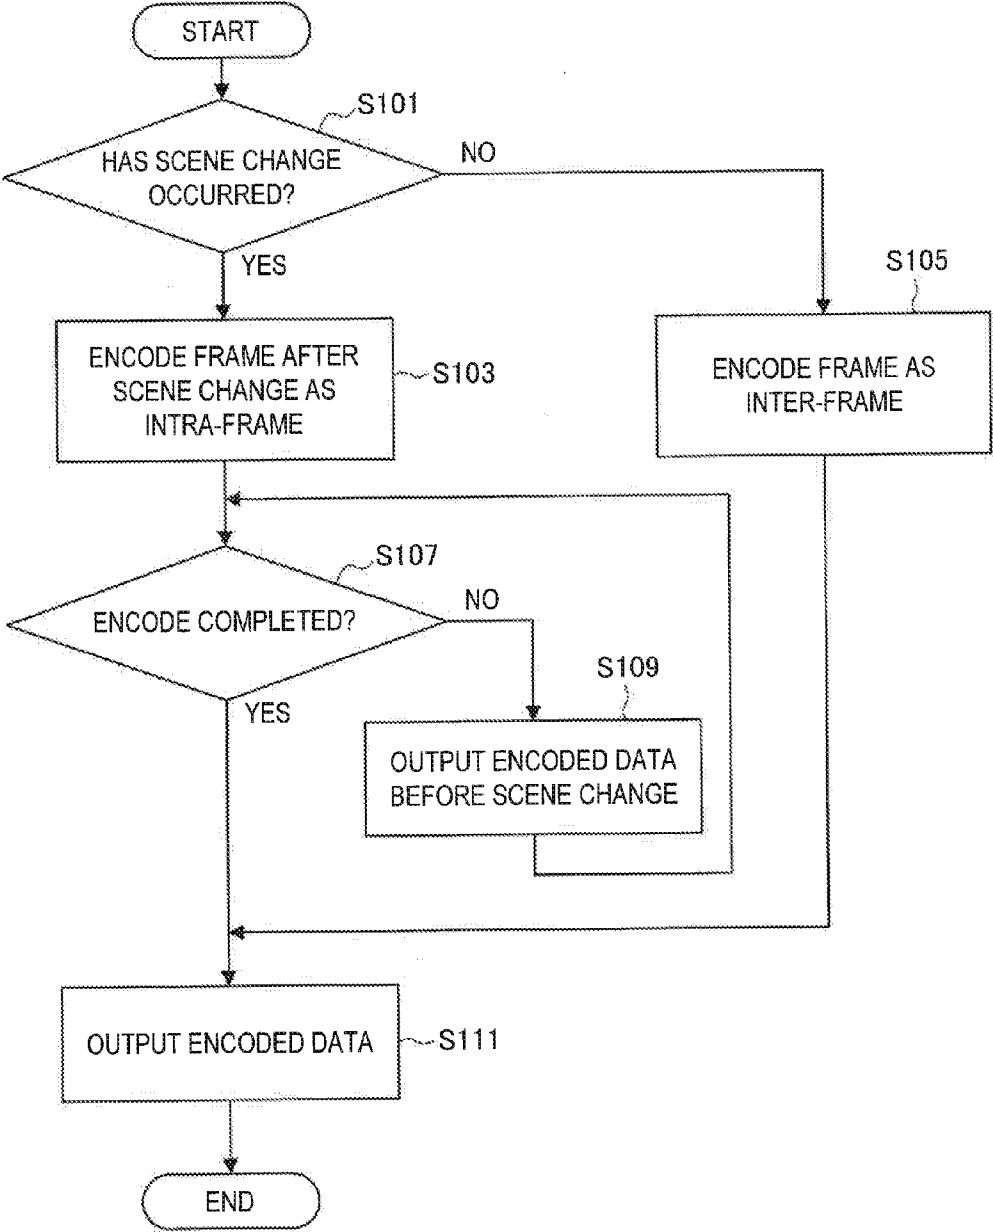 START
S101
HAS SCENE CHANGE
OCCURRED?
NO
YES
S105
ENCODE FRAME AFTER
SCENE CHANGE AS
INTRA-FRAME
S103
ENCODE FRAME AS
INTER-FRAME
S107
ENCODE COMPLETED?
NO
YES
S109
OUTPUT ENCODED DATA
BEFORE SCENE CHANGE
OUTPUT ENCODED DATA
S111
END